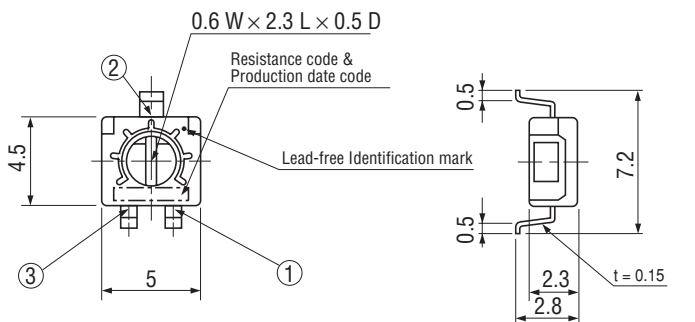 0.6 W × 2.3 L × 0.5 D
Resistance code &
Production date code
②
4.5
Lead-free Identification mark
③
①
5
0.5
7.2
0.5
t = 0.15
2.3
2.8